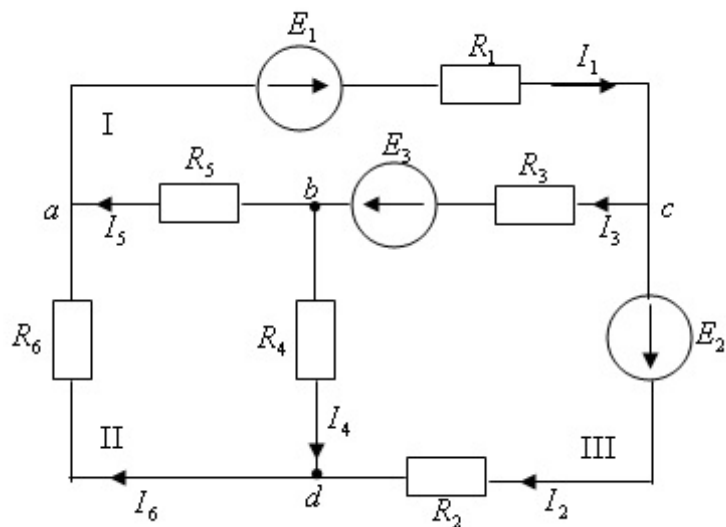 E₁ R₁ I₁
I
R₅ b E₃ R₃
a I₅ I₃ c
R₆ R₄ E₂
II I₄ III
I₆ d R₂ I₂